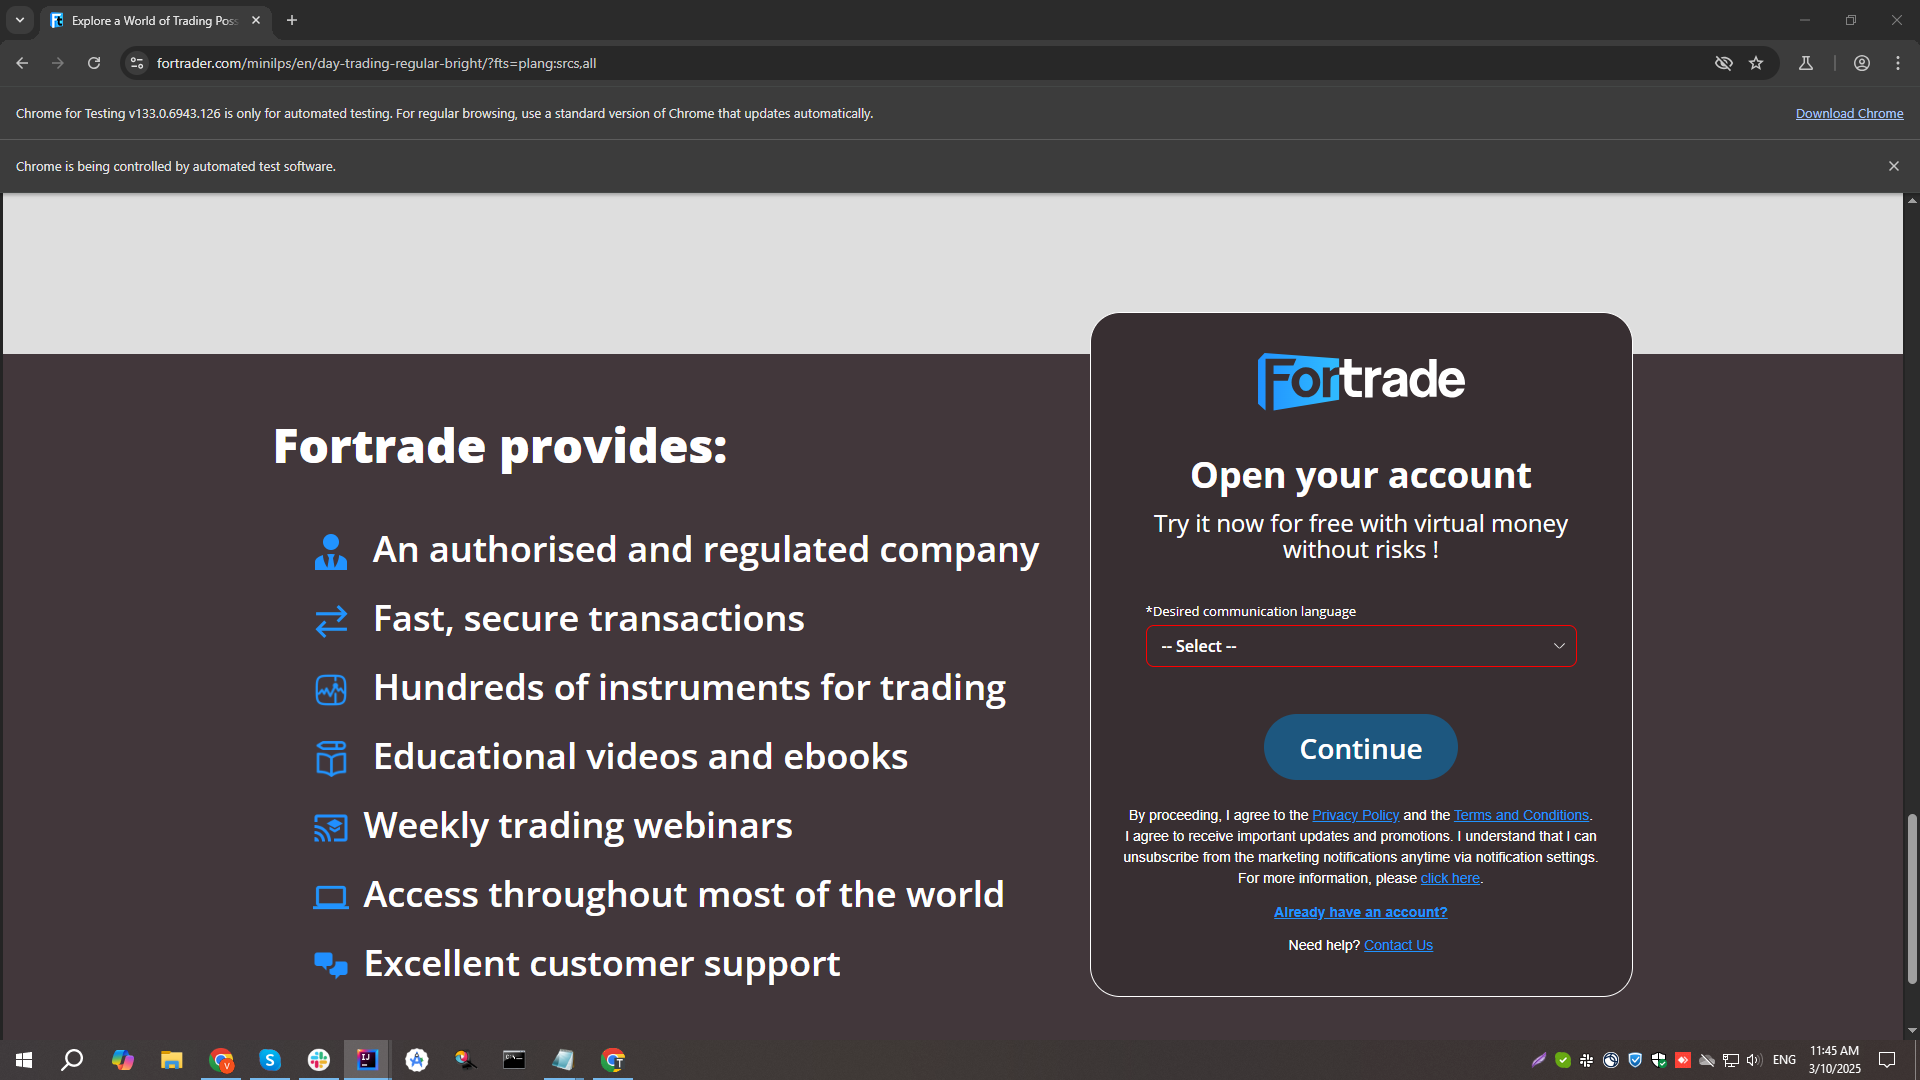 Explore a World of Trading Poss
fortrader.com/minilps/en/day-trading-regular-bright/?fts=plang:srcs,all
Chrome for Testing v133.0.6943.126 is only for automated testing. For regular browsing, use a standard version of Chrome that updates automatically.
Download Chrome
Chrome is being controlled by automated test software.
Fortrade
Fortrade provides:
An authorised and regulated company
Fast, secure transactions
Hundreds of instruments for trading
Educational videos and ebooks
Weekly trading webinars
Access throughout most of the world
Excellent customer support
Open your account
Try it now for free with virtual money
without risks !
*Desired communication language
-- Select --
Continue
By proceeding, I agree to the Privacy Policy and the Terms and Conditions.
I agree to receive important updates and promotions. I understand that I can
unsubscribe from the marketing notifications anytime via notification settings.
For more information, please click here.
Already have an account?
Need help? Contact Us
ENG
11:45 AM
3/10/2025